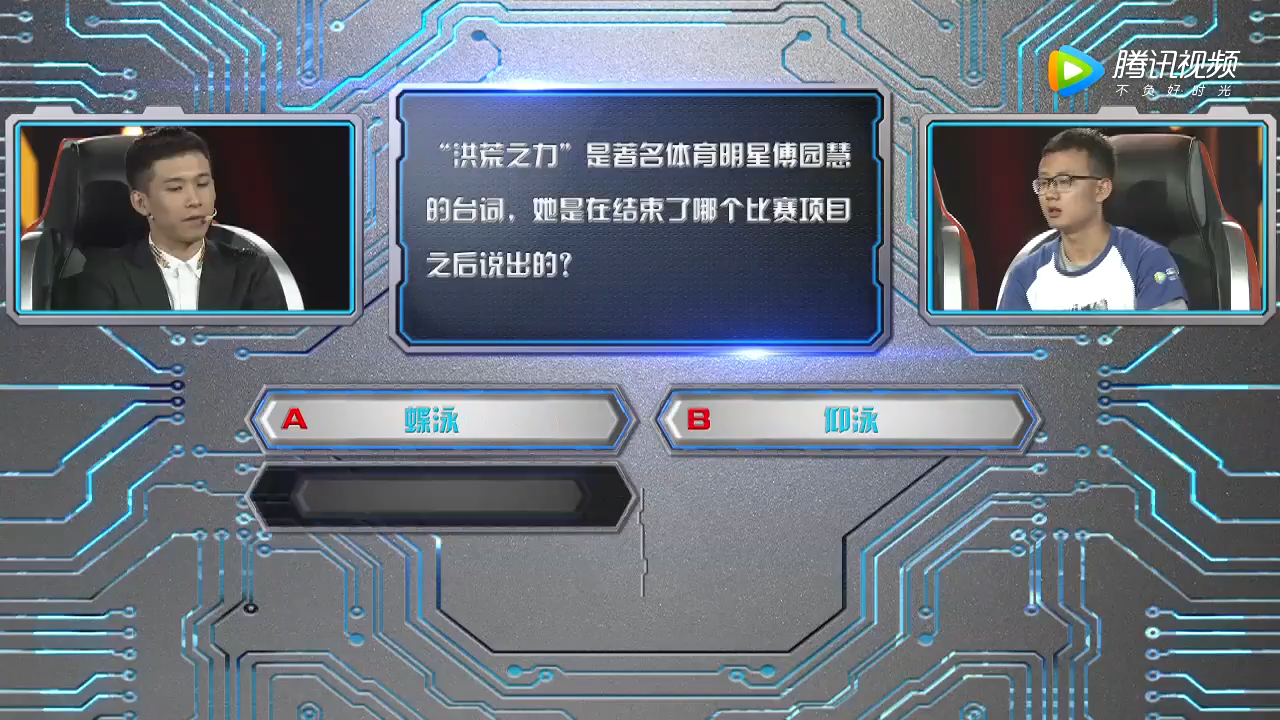 腾讯视频
不负好时光
“洪荒之力”是著名体育明星傅园慧
的台词，她是在结束了哪个比赛项目
之后说出的？
A 蝶泳
B 仰泳